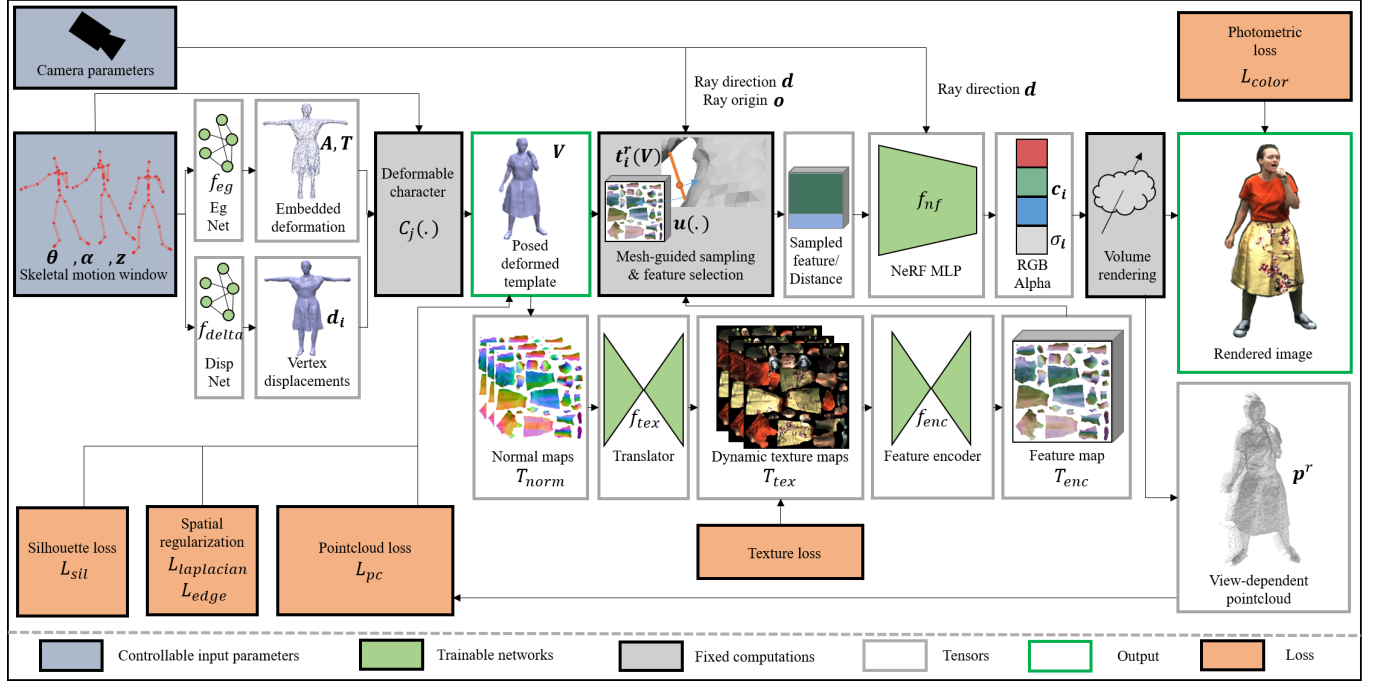 Camera parameters
Ray direction d
Ray origin o
Ray direction d
Photometric
loss
L_color
θ , α , z
Skeletal motion window
f_eg
Eg
Net
A, T
Embedded
deformation
f_delta
Disp
Net
d_i
Vertex
displacements
Deformable
character
C_j(.)
V
Posed
deformed
template
t_i^r(V)
u(.)
Mesh-guided sampling
& feature selection
Sampled
feature/
Distance
f_nf
NeRF MLP
c_i
σ_i
RGB
Alpha
Volume
rendering
Rendered image
Normal maps
T_norm
f_tex
Translator
Dynamic texture maps
T_tex
f_enc
Feature encoder
Feature map
T_enc
p^r
View-dependent
pointcloud
Silhouette loss
L_sil
Spatial
regularization
L_laplacian
L_edge
Pointcloud loss
L_pc
Texture loss
Controllable input parameters
Trainable networks
Fixed computations
Tensors
Output
Loss